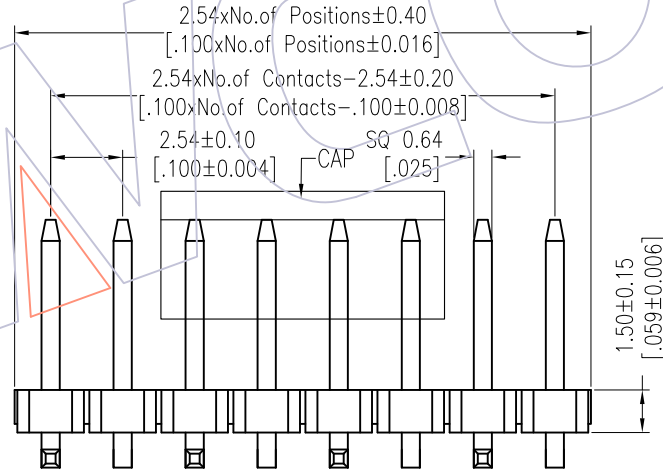 2.54xNo.of Positions±0.40
[.100xNo.of Positions±0.016]
2.54xNo.of Contacts-2.54±0.20
[.100xNo.of Contacts-.100±0.008]
2.54±0.10
[.100±0.004]
CAP
SQ 0.64
[.025]
1.50±0.15
[.059±0.006]